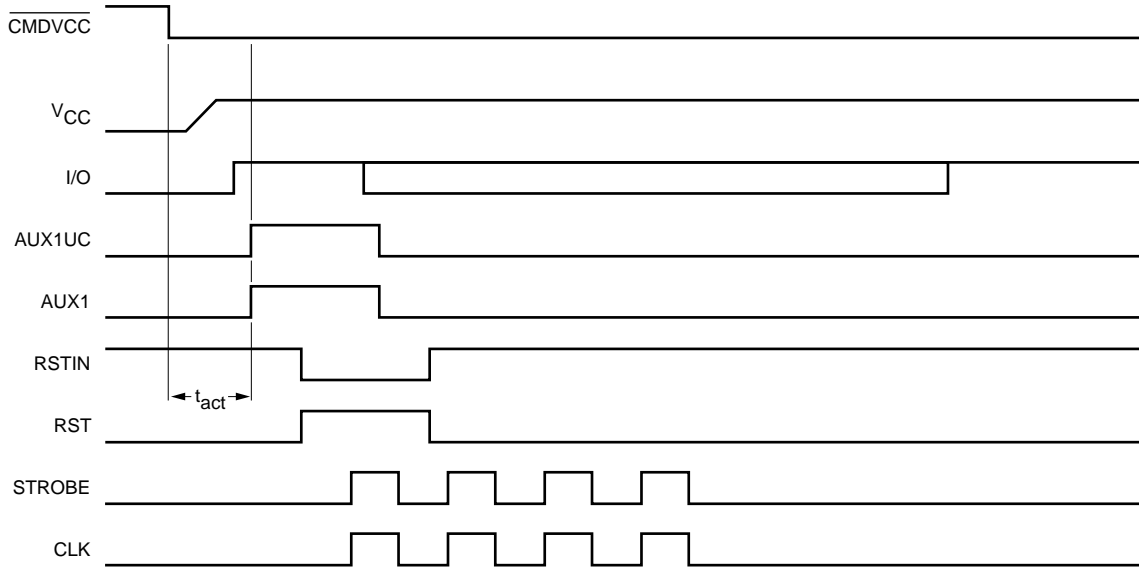 CMDVCC
VCC
I/O
AUX1UC
AUX1
RSTIN
tact
RST
STROBE
CLK